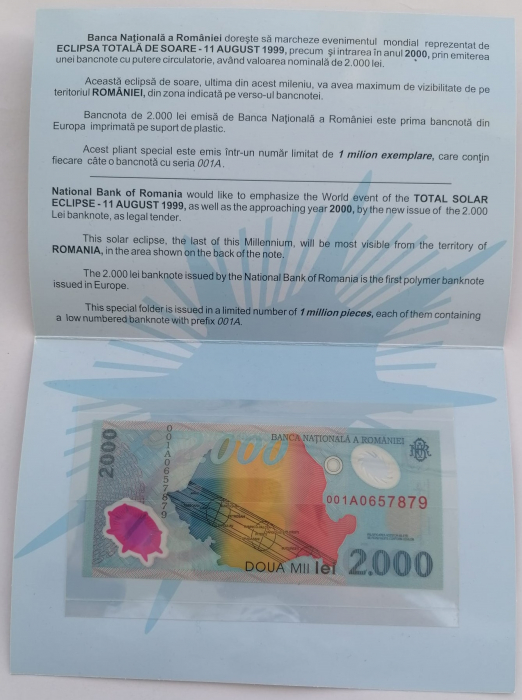 Banca Naţională a României doreşte să marcheze evenimentul mondial reprezentat de
ECLIPSA TOTALĂ DE SOARE - 11 AUGUST 1999, precum şi intrarea în anul 2000, prin emiterea
unei bancnote cu putere circulatorie, având valoarea nominală de 2.000 lei.
Această eclipsă de soare, ultima din acest mileniu, va avea maximum de vizibilitate de pe
teritoriul ROMÂNIEI, din zona indicată pe verso-ul bancnotei.
Bancnota de 2.000 lei emisă de Banca Naţională a României este prima bancnotă din
Europa imprimată pe suport de plastic.
Acest pliant special este emis într-un număr limitat de 1 milion exemplare, care conţin
fiecare câte o bancnotă cu seria 001A.
National Bank of Romania would like to emphasize the World event of the TOTAL SOLAR
ECLIPSE - 11 AUGUST 1999, as well as the approaching year 2000, by the new issue of the 2.000
Lei banknote, as legal tender.
This solar eclipse, the last of this Millennium, will be most visible from the territory of
ROMANIA, in the area shown on the back of the note.
The 2.000 lei banknote issued by the National Bank of Romania is the first polymer banknote
issued in Europe.
This special folder is issued in a limited number of 1 million pieces, each of them containing
a low numbered banknote with prefix 001A.
2000
001A0657879
000
BANCA NAŢIONALĂ A ROMÂNIEI
001A0657879
DOUA MII lei 2.000